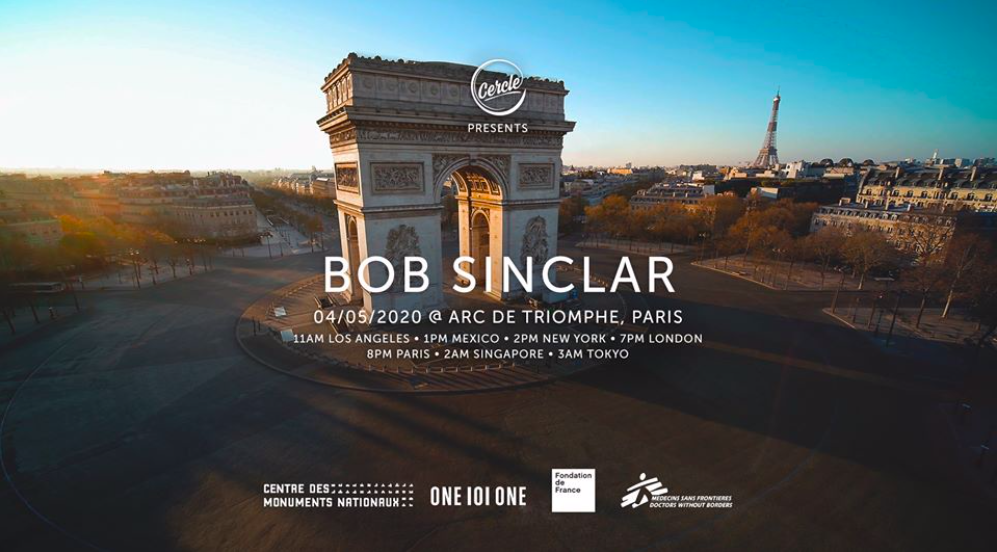 Cercle
PRESENTS
BOB SINCLAR
04/05/2020 @ ARC DE TRIOMPHE, PARIS
11AM LOS ANGELES • 1PM MEXICO • 2PM NEW YORK • 7PM LONDON
8PM PARIS • 2AM SINGAPORE • 3AM TOKYO
CENTRE DES
MONUMENTS NATIONAUX
ONE IOI ONE
Fondation
de
France
MEDECINS SANS FRONTIERES
DOCTORS WITHOUT BORDERS